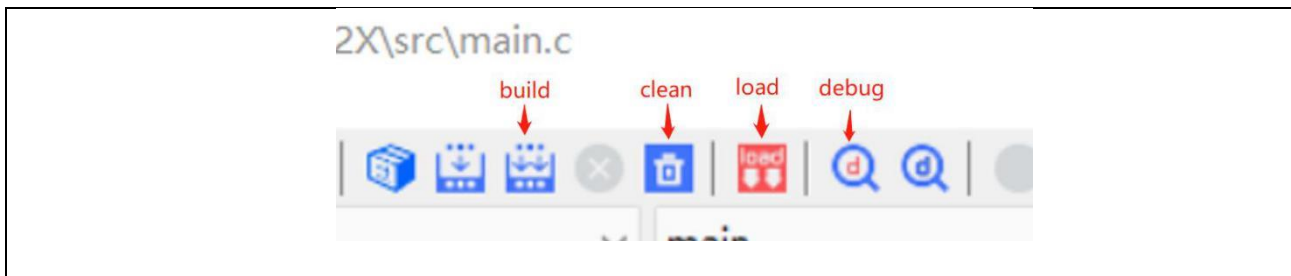 2X\src\main.c
build clean load debug
load
d d
main